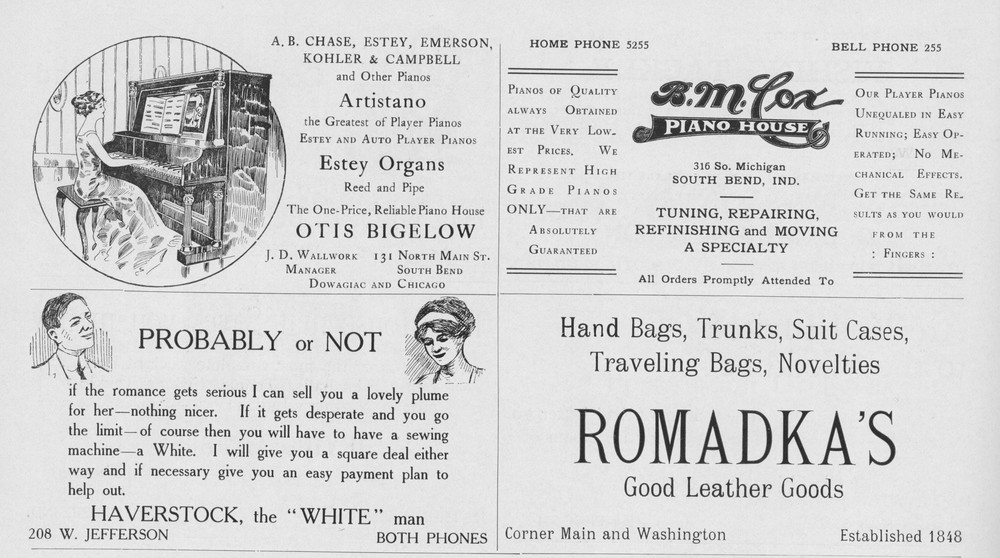 A. B. CHASE, ESTEY, EMERSON,
KOHLER & CAMPBELL
and Other Pianos
Artistano
the Greatest of Player Pianos
ESTEY AND AUTO PLAYER PIANOS
Estey Organs
Reed and Pipe
The One-Price, Reliable Piano House
OTIS BIGELOW
J. D. WALLWORK 131 NORTH MAIN ST.
MANAGER SOUTH BEND
DOWAGIAC AND CHICAGO
HOME PHONE 5255
BELL PHONE 255
PIANOS OF QUALITY
ALWAYS OBTAINED
AT THE VERY LOW-
EST PRICES. WE
REPRESENT HIGH
GRADE PIANOS
ONLY—THAT ARE
ABSOLUTELY
GUARANTEED
B. M. Cox
PIANO HOUSE
316 So. Michigan
SOUTH BEND, IND.
TUNING, REPAIRING,
REFINISHING and MOVING
A SPECIALTY
All Orders Promptly Attended To
OUR PLAYER PIANOS
UNEQUALED IN EASY
RUNNING; EASY OP-
ERATED; NO ME-
CHANICAL EFFECTS.
GET THE SAME RE-
SULTS AS YOU WOULD
FROM THE
: FINGERS :
PROBABLY or NOT
if the romance gets serious I can sell you a lovely plume
for her—nothing nicer. If it gets desperate and you go
the limit—of course then you will have to have a sewing
machine—a White. I will give you a square deal either
way and if necessary give you an easy payment plan to
help out.
HAVERSTOCK, the "WHITE" man
208 W. JEFFERSON BOTH PHONES
Hand Bags, Trunks, Suit Cases,
Traveling Bags, Novelties
ROMADKA'S
Good Leather Goods
Corner Main and Washington Established 1848